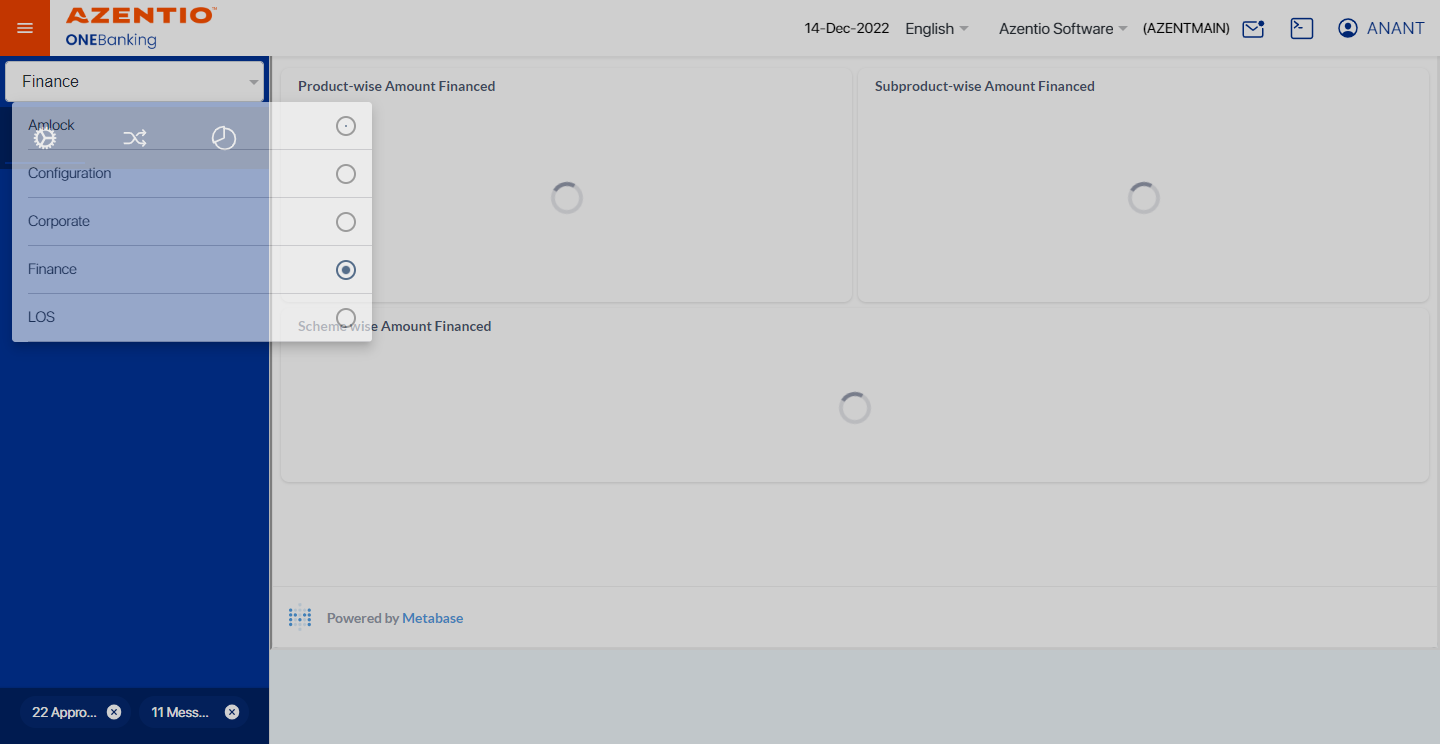 AZENTIO™
ONEBanking
14-Dec-2022 English Azentio Software (AZENTMAIN) ANANT
Finance
Amlock
Configuration
Corporate
Finance
LOS
Product-wise Amount Financed
Subproduct-wise Amount Financed
Scheme wise Amount Financed
Powered by Metabase
22 Appro... 11 Mess...